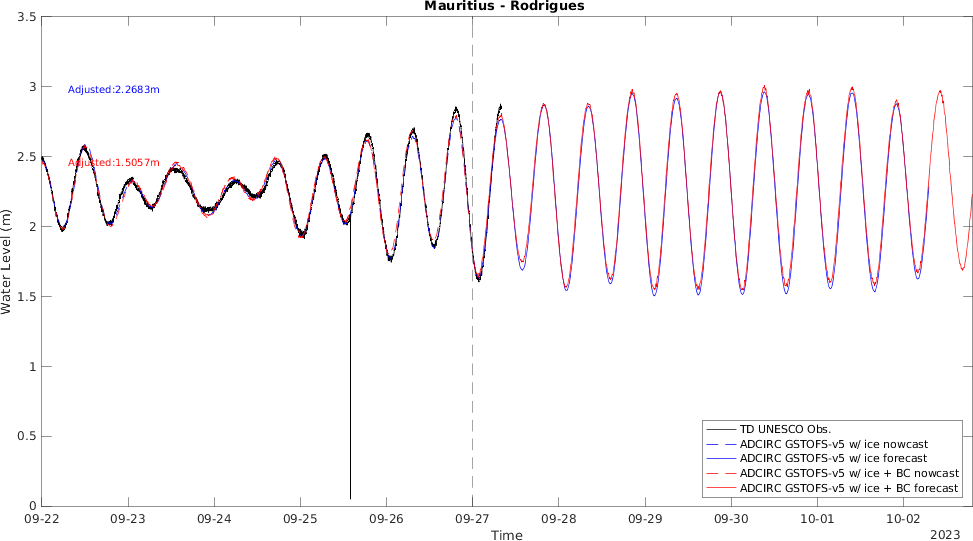 Mauritius - Rodrigues
3.5
3
2.5
2
1.5
1
0.5
0
Water Level (m)
Adjusted:2.2683m
Adjusted:1.5057m
TD UNESCO Obs.
ADCIRC GSTOFS-v5 w/ ice nowcast
ADCIRC GSTOFS-v5 w/ ice forecast
ADCIRC GSTOFS-v5 w/ ice + BC nowcast
ADCIRC GSTOFS-v5 w/ ice + BC forecast
09-22 09-23 09-24 09-25 09-26 09-27 09-28 09-29 09-30 10-01 10-02
Time
2023